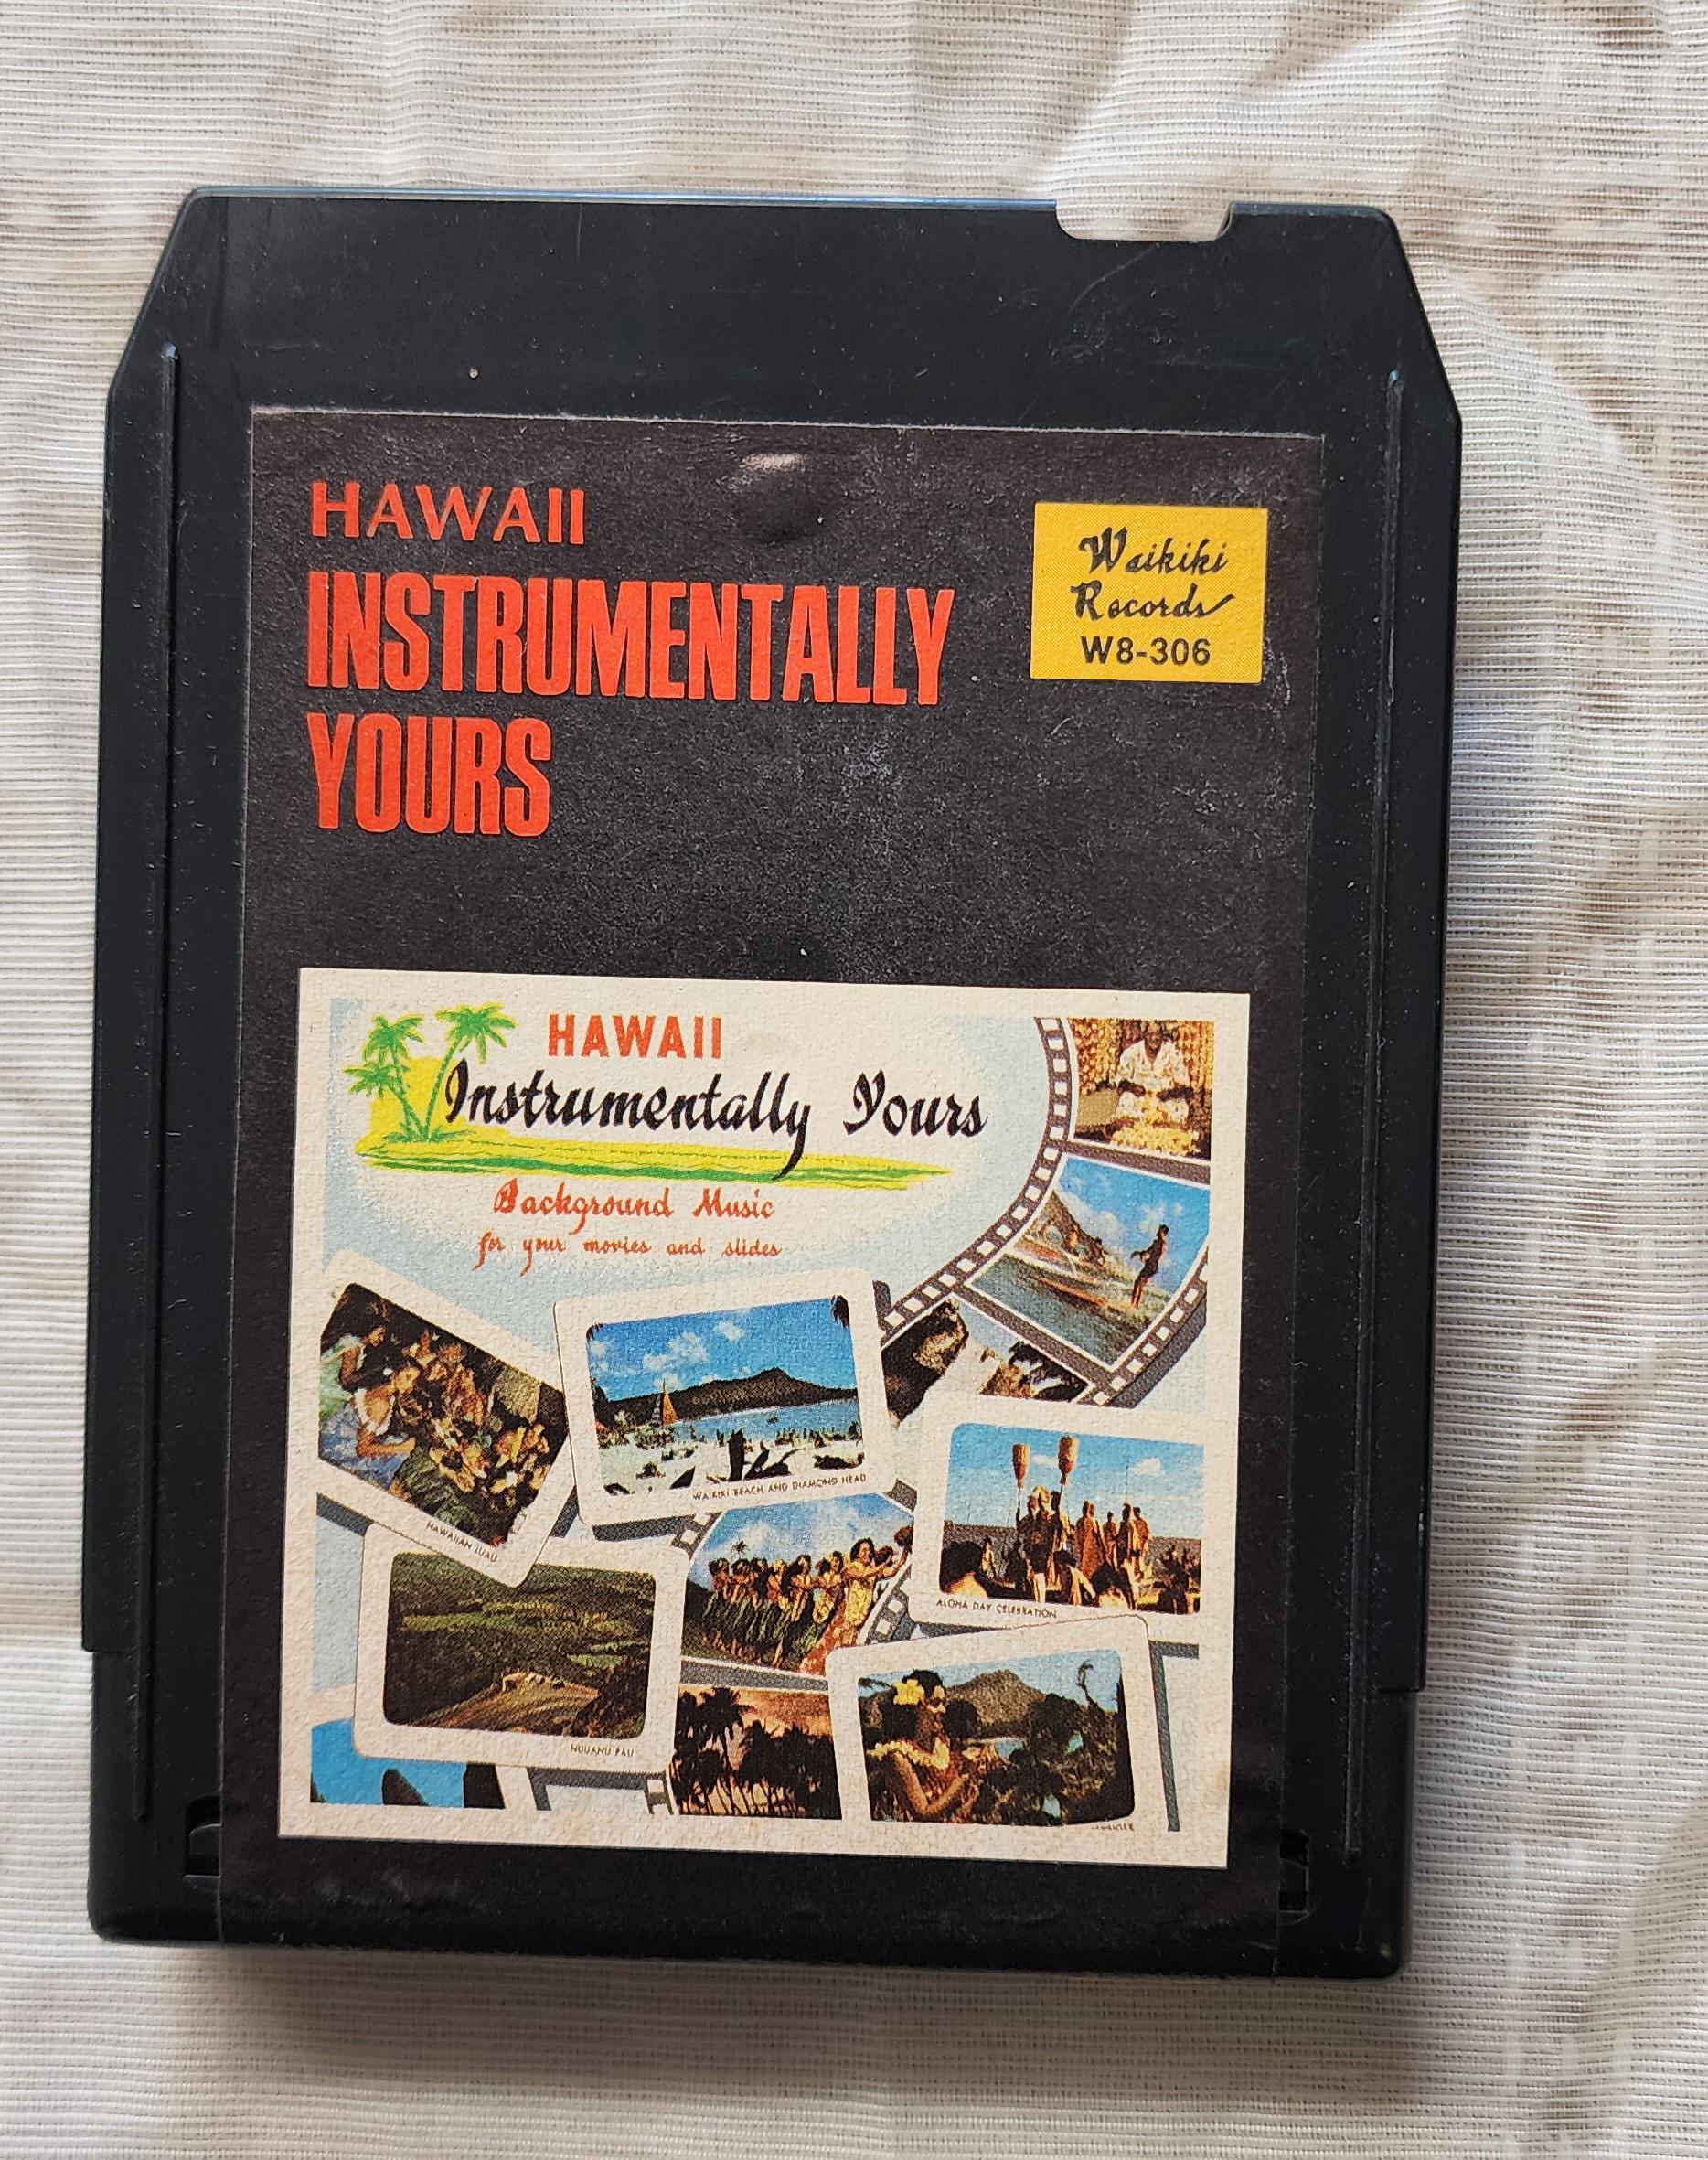 HAWAII
INSTRUMENTALLY
YOURS
Waikiki
Records
W8-306
HAWAII
Instrumentally Yours
Background Music
for your movies and slides
HAWAIIAN LUAU
WAIKIKI BEACH AND DIAMOND HEAD
ALOHA DAY CELEBRATION
NUUANU PALI